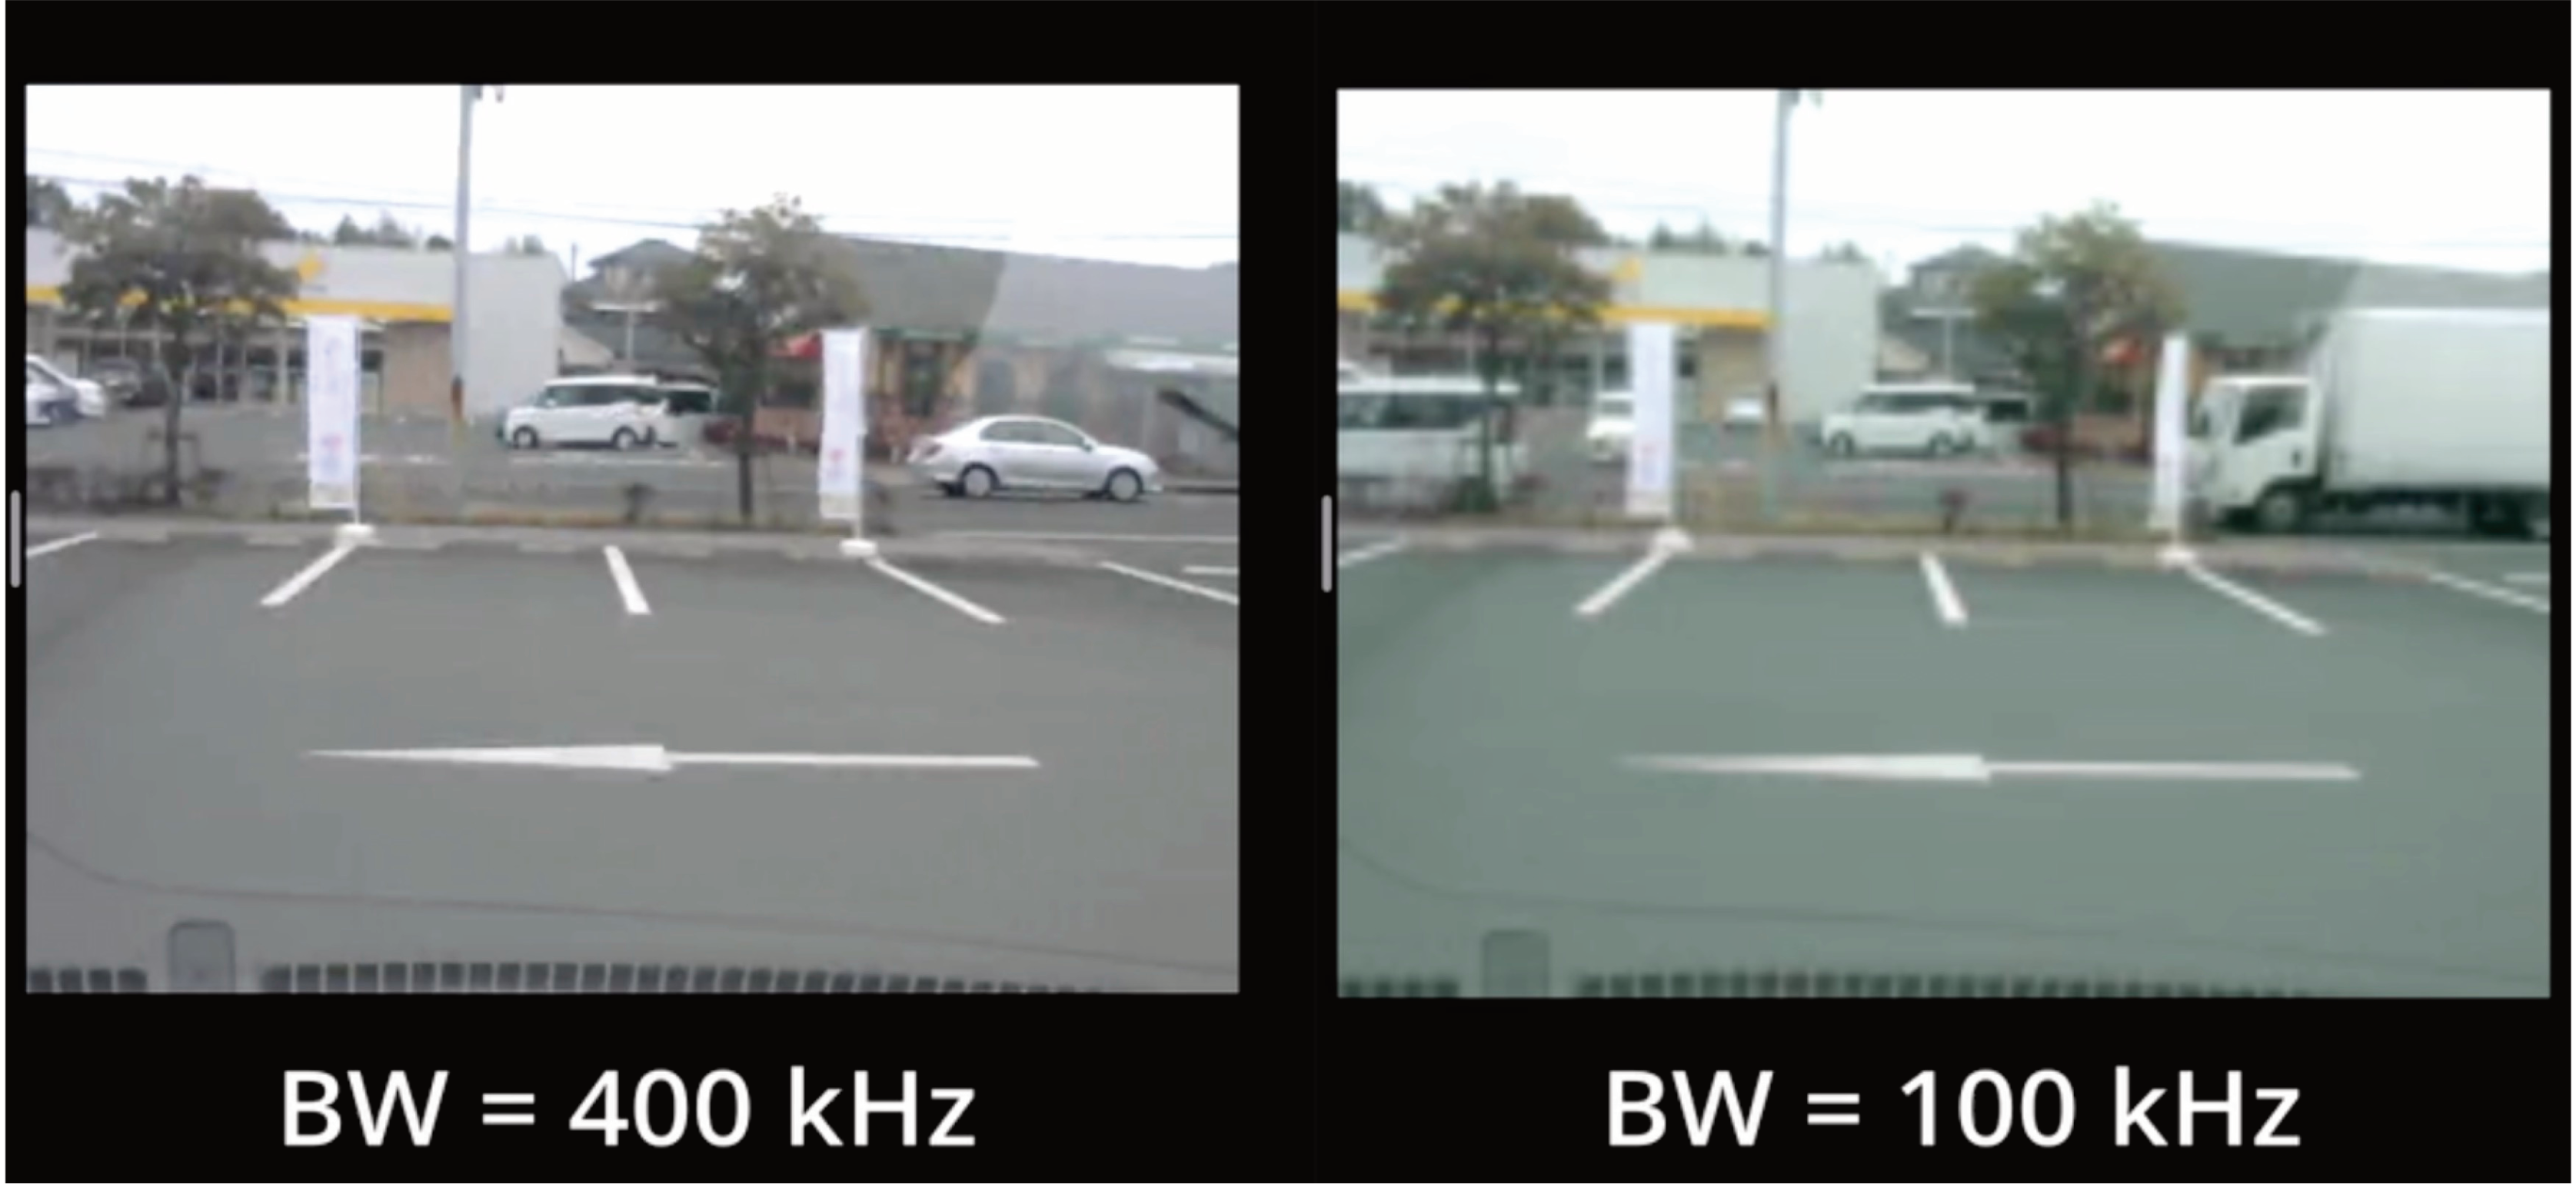 BW = 400 kHz
BW = 100 kHz